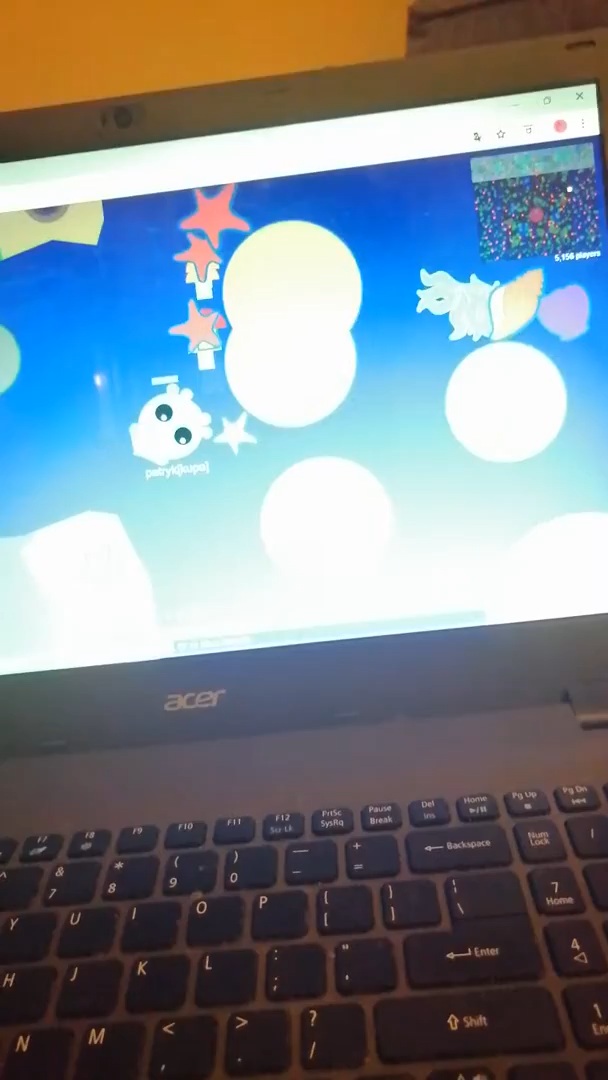 5,156 players
patryk[kupa]
acer
F7 F8 F9 F10 F11 F12 Scr Lk PrtSc SysRq Pause Break Del Ins Home Pg Up Pg Dn
^ & 7 * 8 ( 9 ) 0 — - + = ← Backspace Num Lock /
Y U I O P { [ } ] ¦ \ 7 Home
H J K L : ; " ' ↵ Enter 4
N M < , > . ? / ⇧ Shift 1